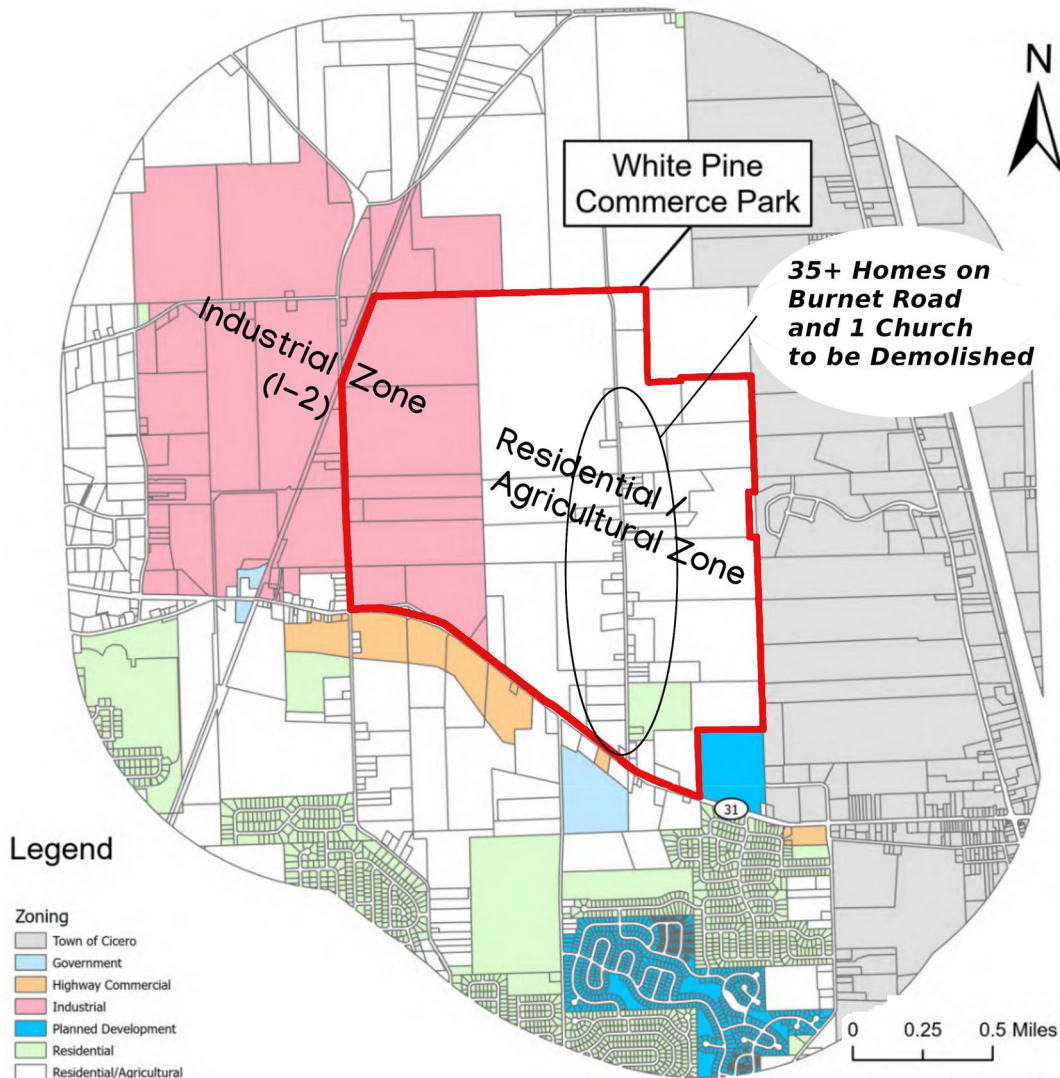 N
White Pine
Commerce Park
35+ Homes on
Burnet Road
and 1 Church
to be Demolished
Industrial Zone
(I-2)
Residential /
Agricultural Zone
31
Legend
Zoning
Town of Cicero
Government
Highway Commercial
Industrial
Planned Development
Residential
Residential/Agricultural
0 0.25 0.5 Miles